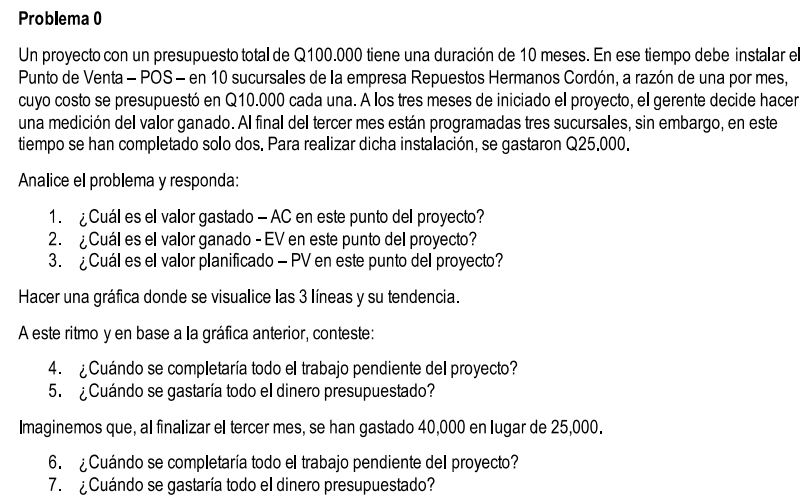 Problema 0
Un proyecto con un presupuesto total de Q100.000 tiene una duración de 10 meses. En ese tiempo debe instalar el
Punto de Venta – POS – en 10 sucursales de la empresa Repuestos Hermanos Cordón, a razón de una por mes,
cuyo costo se presupuestó en Q10.000 cada una. A los tres meses de iniciado el proyecto, el gerente decide hacer
una medición del valor ganado. Al final del tercer mes están programadas tres sucursales, sin embargo, en este
tiempo se han completado solo dos. Para realizar dicha instalación, se gastaron Q25.000.
Analice el problema y responda:
1. ¿Cuál es el valor gastado – AC en este punto del proyecto?
2. ¿Cuál es el valor ganado - EV en este punto del proyecto?
3. ¿Cuál es el valor planificado – PV en este punto del proyecto?
Hacer una gráfica donde se visualice las 3 líneas y su tendencia.
A este ritmo y en base a la gráfica anterior, conteste:
4. ¿Cuándo se completaría todo el trabajo pendiente del proyecto?
5. ¿Cuándo se gastaría todo el dinero presupuestado?
Imaginemos que, al finalizar el tercer mes, se han gastado 40,000 en lugar de 25,000.
6. ¿Cuándo se completaría todo el trabajo pendiente del proyecto?
7. ¿Cuándo se gastaría todo el dinero presupuestado?